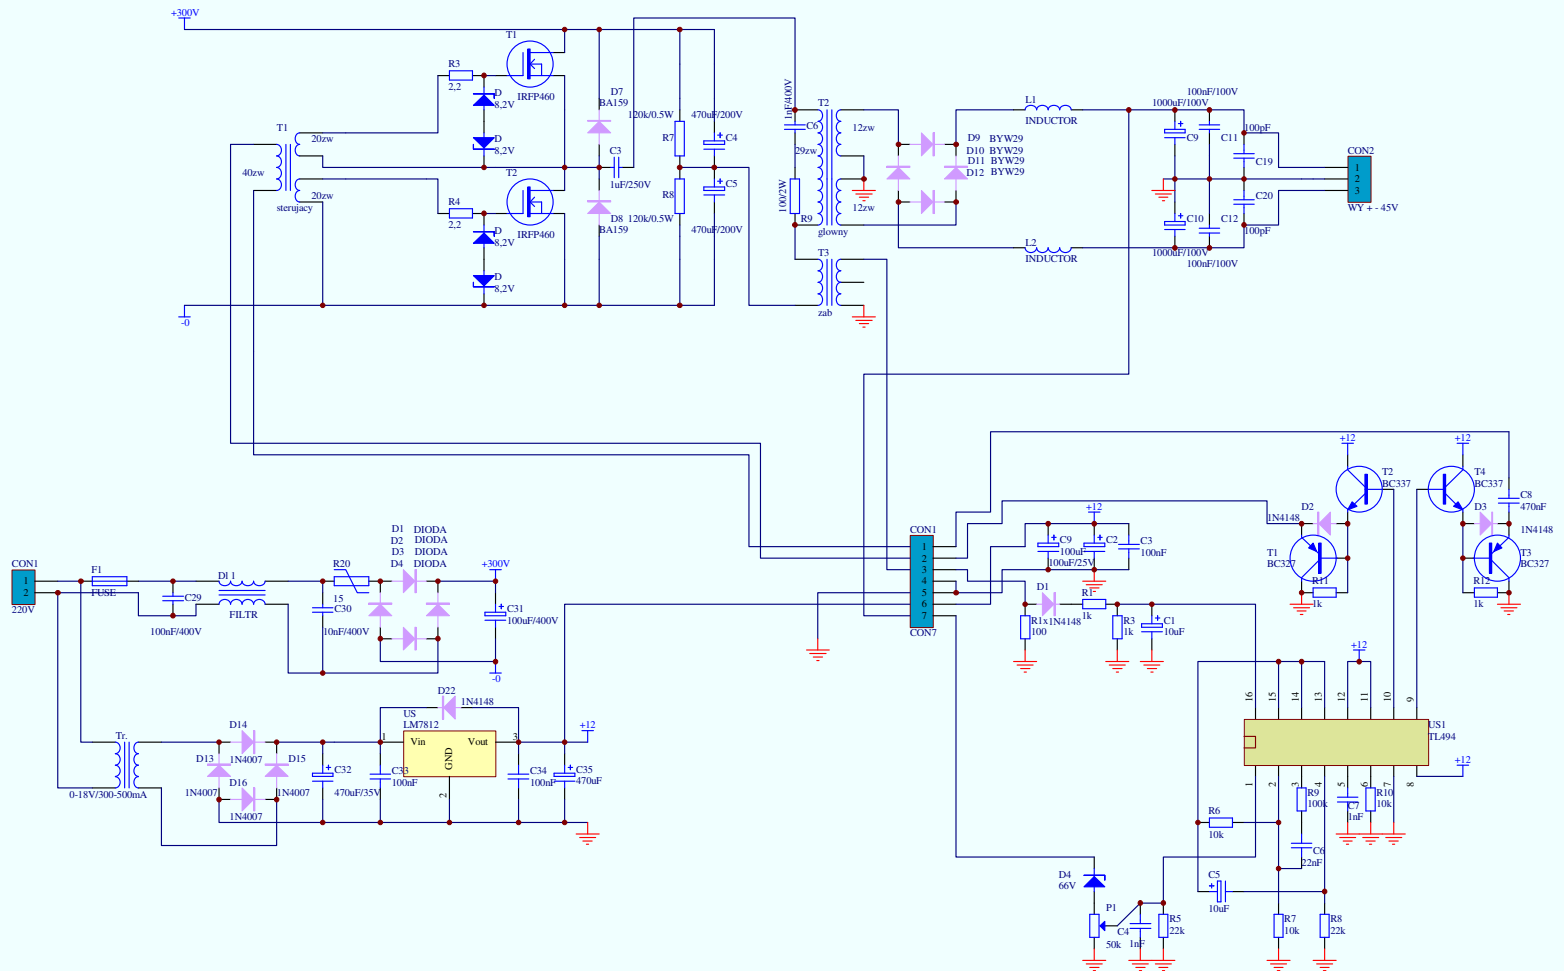 +300V
T1
R3
2,2
D
8,2V
IRFP460
D7
BA159
120k/0.5W
470uF/200V
1nF/400V
T2
12zw
L1
INDUCTOR
100nF/100V
1000uF/100V
C6
29zw
D9 BYW29
D10 BYW29
D11 BYW29
D12 BYW29
C9
C11
100pF
C19
CON2
1
2
3
WY + - 45V
T1
20zw
40zw
20zw
sterujacy
D
8,2V
C3
1uF/250V
R7
C4
T2
R4
2,2
IRFP460
D
8,2V
D
8,2V
D8
BA159
120k/0.5W
R8
C5
470uF/200V
100/2W
R9
12zw
glowny
T3
zab
L2
INDUCTOR
C10
C12
C20
100pF
1000uF/100V
100nF/100V
-0
+12
+12
T2
BC337
T4
BC337
C8
470nF
D2
1N4148
D3
1N4148
T1
BC327
T3
BC327
R11
1k
R12
1k
D1 DIODA
D2 DIODA
D3 DIODA
D4 DIODA
CON1
1
2
3
4
5
6
7
CON7
+12
C9
100uF
C2
100uF/25V
C3
100nF
D1
1N4148
R1x
100
R1
1k
R3
1k
C1
10uF
CON1
1
2
220V
F1
FUSE
C29
100nF/400V
D11
FILTR
R20
15
C30
10nF/400V
+300V
C31
100uF/400V
-0
D22
1N4148
US
LM7812
Vin
Vout
GND
1
3
2
+12
Tr.
0-18V/300-500mA
D14
1N4007
D13
1N4007
D15
1N4007
D16
1N4007
C32
470uF/35V
C33
100nF
C34
100nF
C35
470uF
+12
16
15
14
13
12
11
10
9
US1
TL494
+12
1
2
3
4
5
6
7
8
R9
100k
C7
1nF
R10
10k
R6
10k
C6
22nF
C5
10uF
D4
66V
P1
50k
C4
1nF
R5
22k
R7
10k
R8
22k